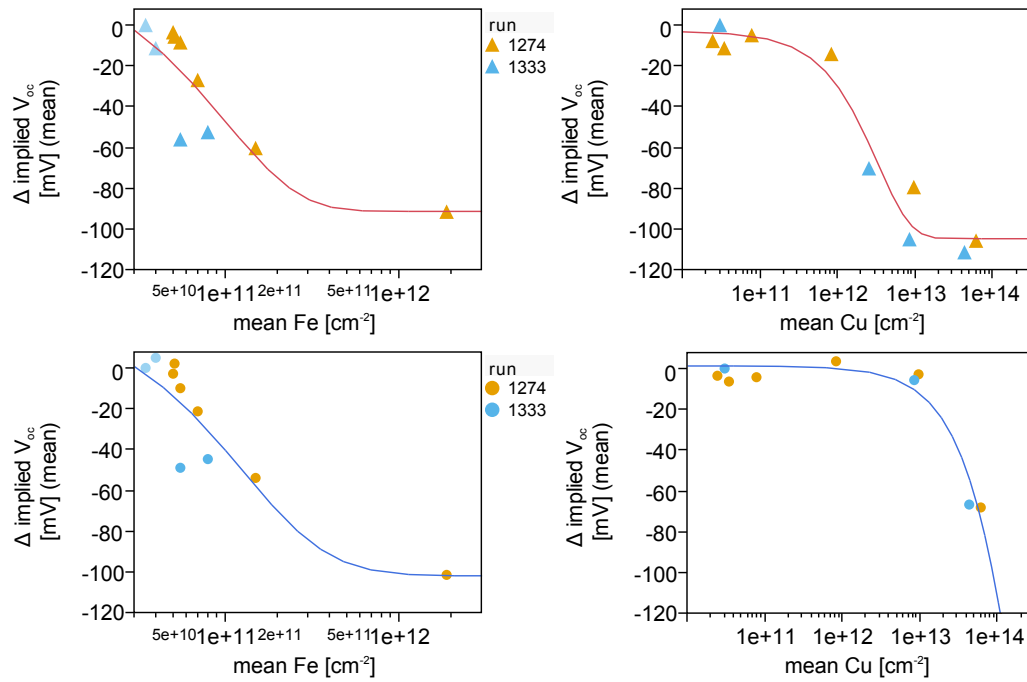 0
-20
-40
-60
-80
-100
-120
Δ implied Voc
[mV] (mean)
5e+10 1e+11 2e+11 5e+11 1e+12
mean Fe [cm-2]
run
1274
1333
0
-20
-40
-60
-80
-100
-120
Δ implied Voc
[mV] (mean)
1e+11 1e+12 1e+13 1e+14
mean Cu [cm-2]
0
-20
-40
-60
-80
-100
-120
Δ implied Voc
[mV] (mean)
5e+10 1e+11 2e+11 5e+11 1e+12
mean Fe [cm-2]
run
1274
1333
0
-20
-40
-60
-80
-100
-120
Δ implied Voc
[mV] (mean)
1e+11 1e+12 1e+13 1e+14
mean Cu [cm-2]